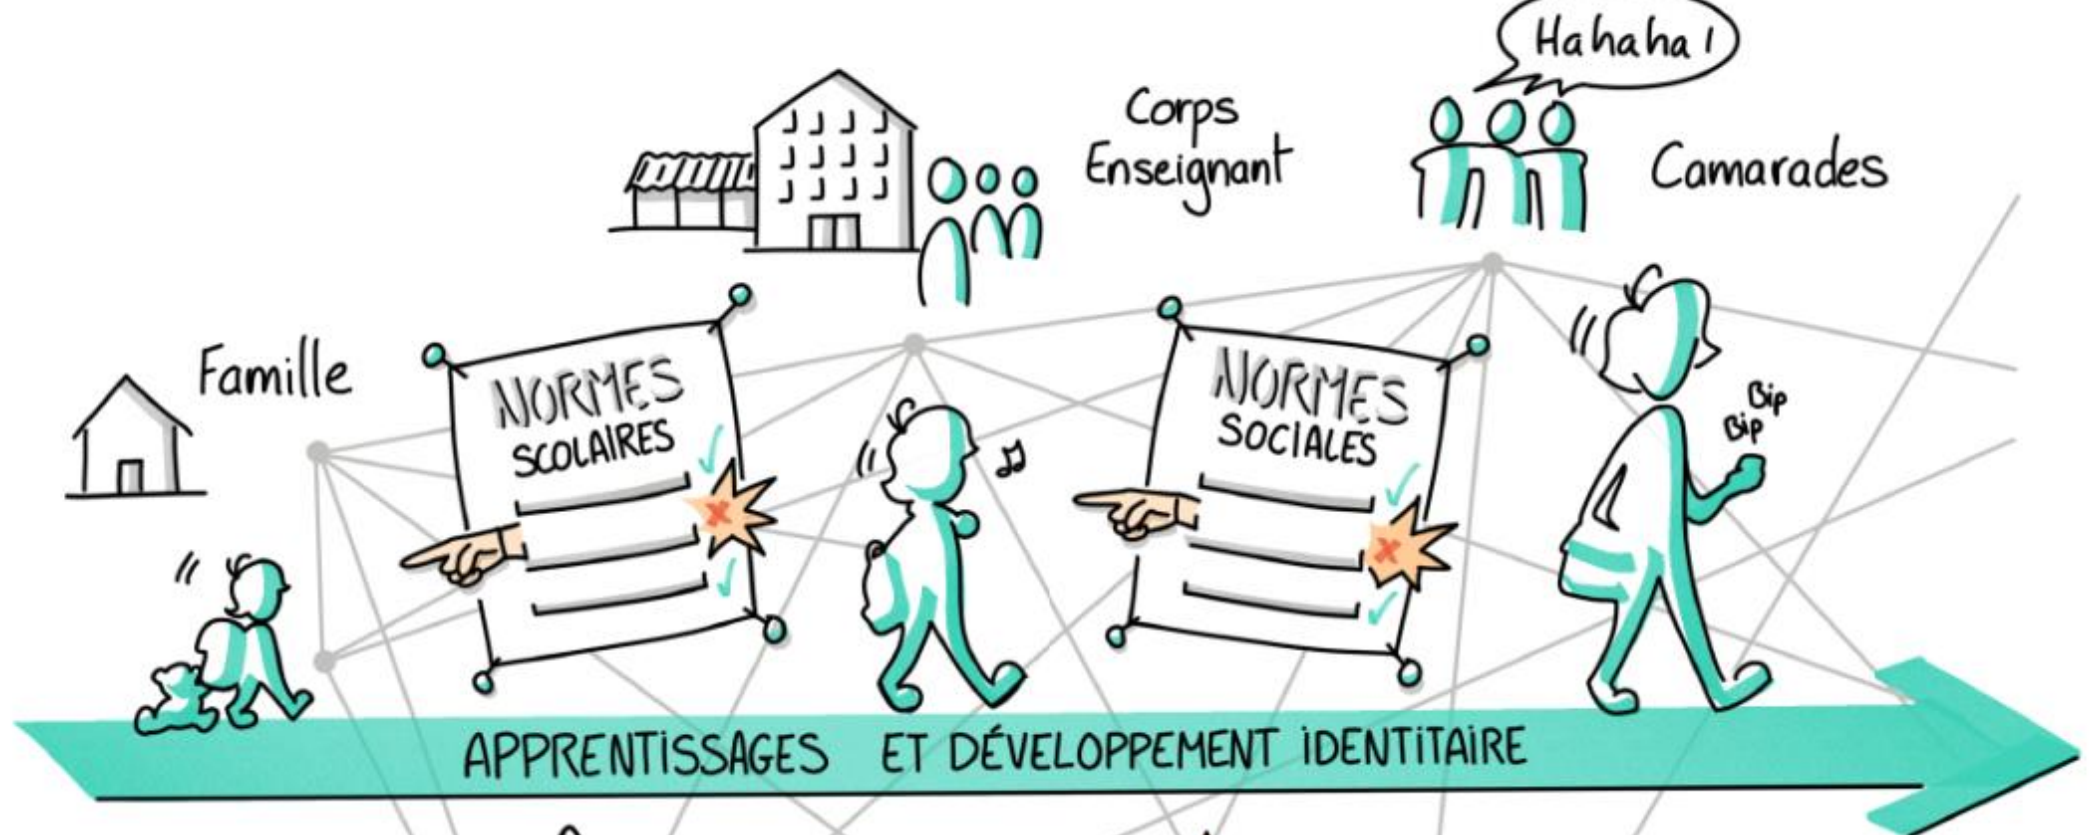 Hahaha !
Corps
Enseignant
Camarades
Famille
NORMES
SCOLAIRES
NORMES
SOCIALES
Bip
Bip
APPRENTISSAGES ET DÉVELOPPEMENT IDENTITAIRE